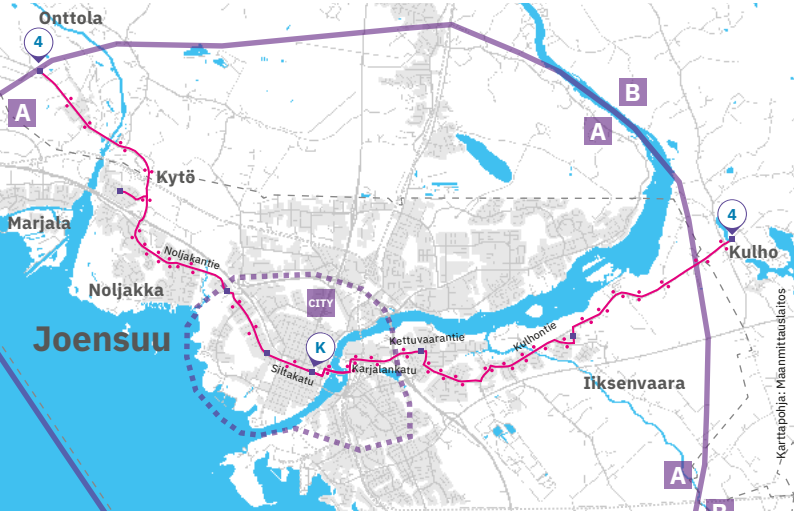 Onttola
4
A
B
A
Kytö
4
Marjala
Noljakantie
Kulho
Noljakka
CITY
Joensuu
K
Kettuvaarantie
Kulhontie
Siltakatu
Karjalankatu
Iiksenvaara
Karttapohja: Maanmittauslaitos
A
B